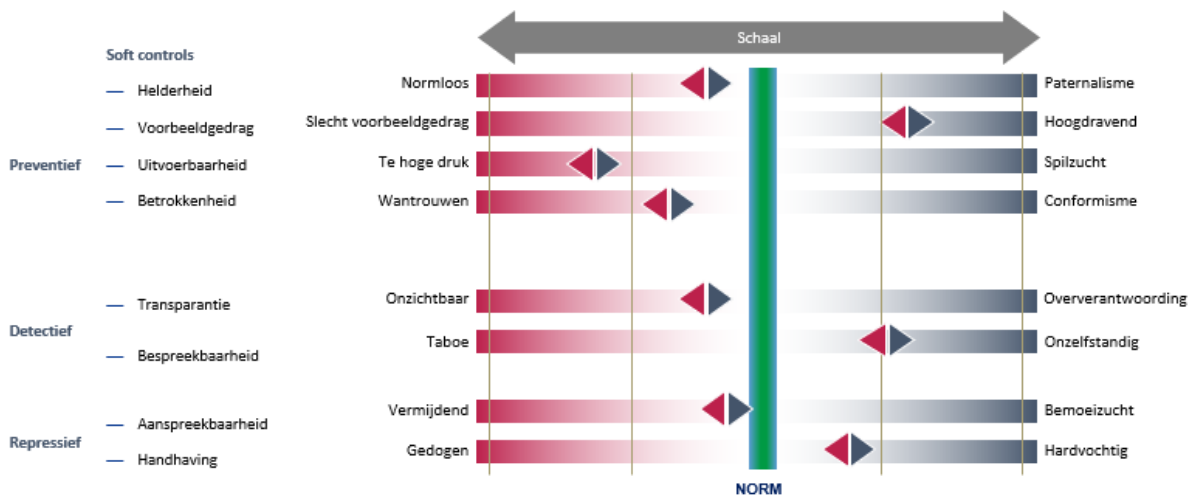 Schaal
Soft controls
Helderheid Normloos Paternalisme
Voorbeeldgedrag Slecht voorbeeldgedrag Hoogdravend
Preventief Uitvoerbaarheid Te hoge druk Spilzucht
Betrokkenheid Wantrouwen Conformisme
Transparantie Onzichtbaar Oververantwoording
Detectief Bespreekbaarheid Taboe Onzelfstandig
Aanspreekbaarheid Vermijdend Bemoeizucht
Repressief Handhaving Gedogen Hardvochtig
NORM